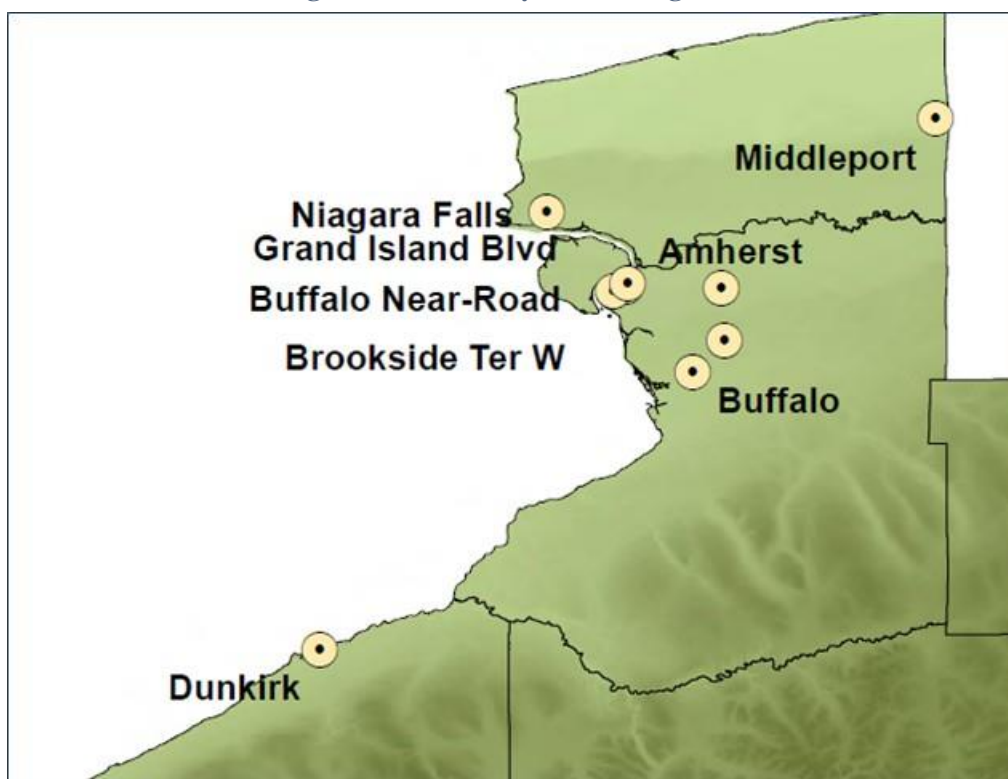 Middleport
Niagara Falls
Grand Island Blvd
Amherst
Buffalo Near-Road
Brookside Ter W
Buffalo
Dunkirk